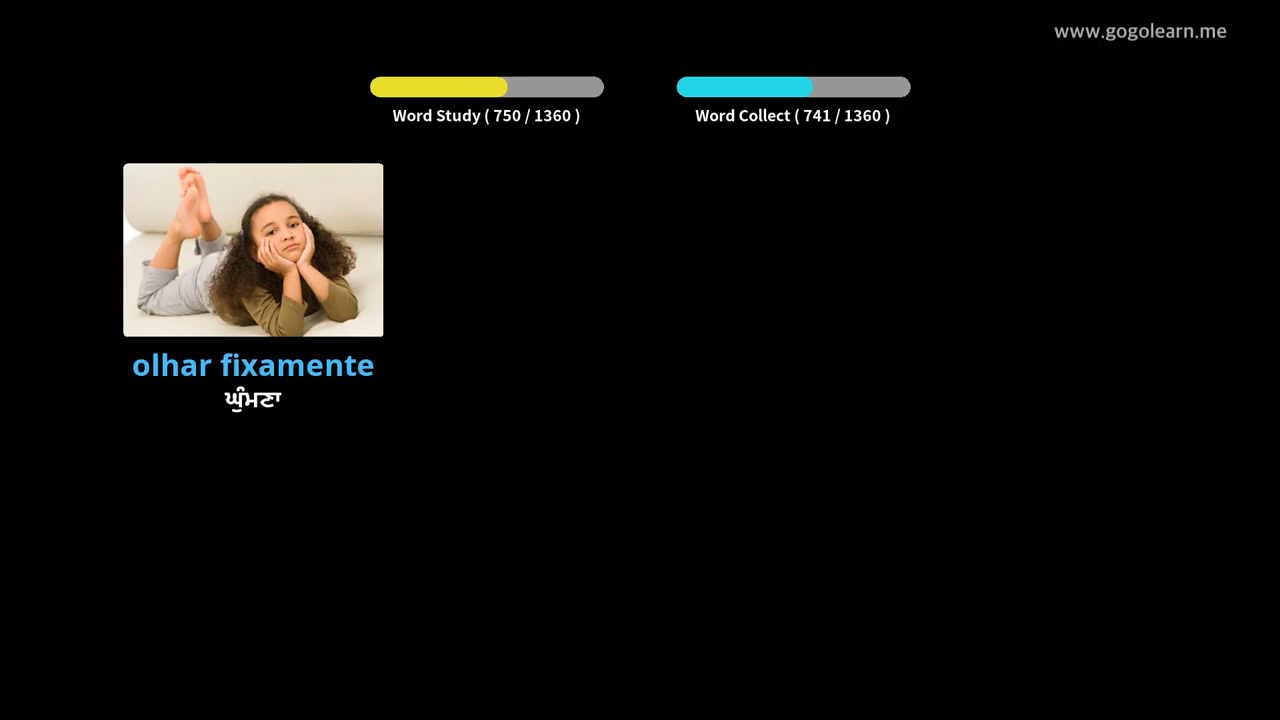 www.gogolearn.me
Word Study ( 750 / 1360 )
Word Collect ( 741 / 1360 )
olhar fixamente
ਘੁੰਮਣਾ